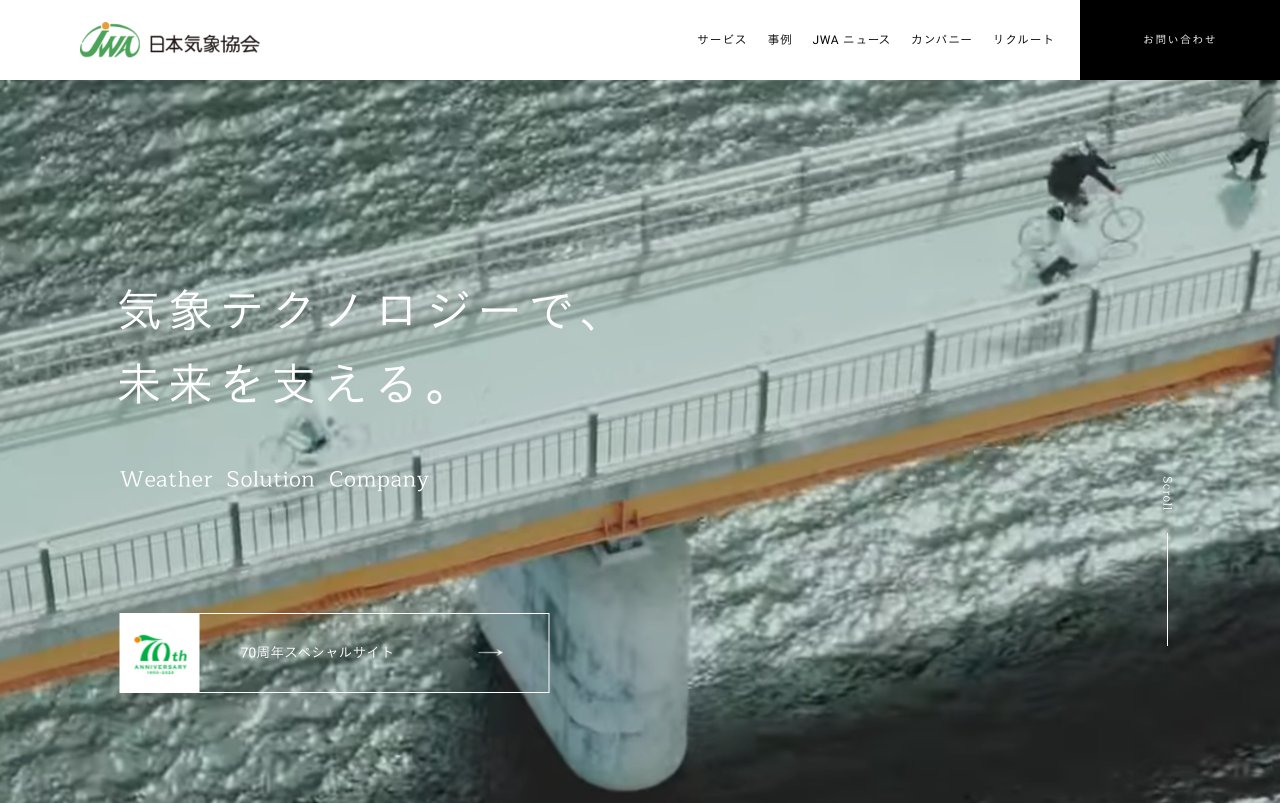 JWA 日本気象協会
サービス
事例
JWA ニュース
カンパニー
リクルート
お問い合わせ
気象テクノロジーで、
未来を支える。
Weather Solution Company
Scroll
70th
ANNIVERSARY
70周年スペシャルサイト